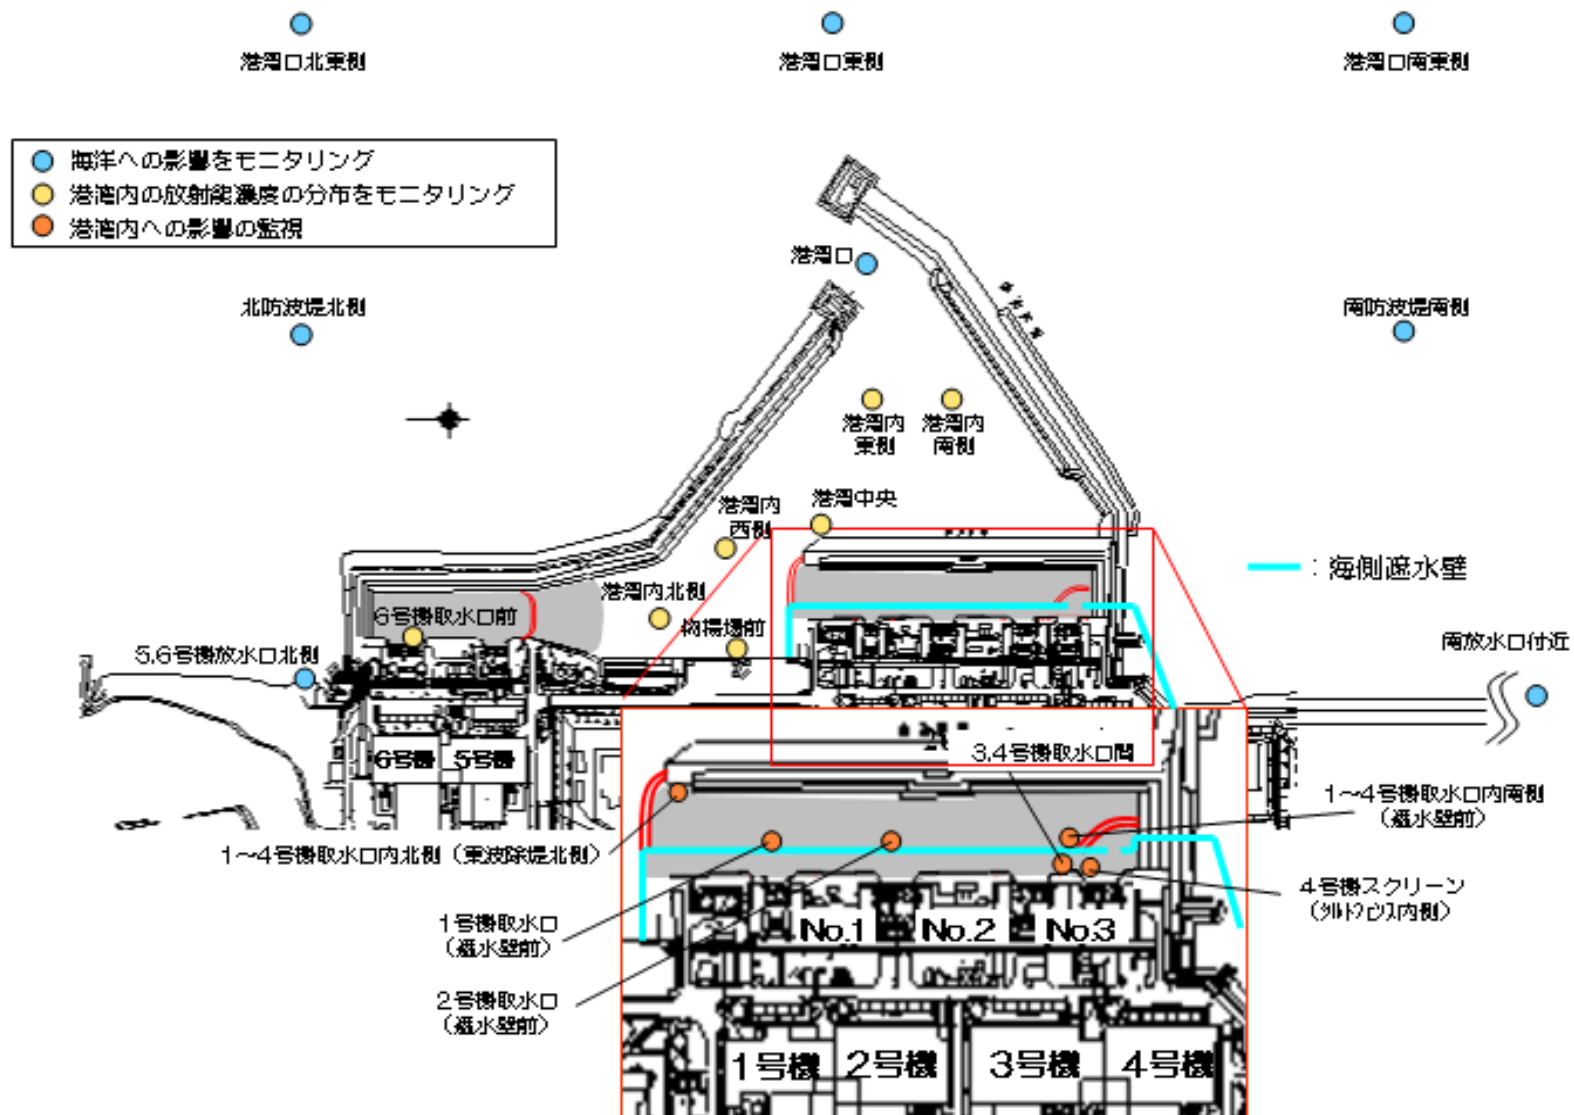 港湾口北東側
港湾口東側
港湾口南東側
海洋への影響をモニタリング
港湾内の放射能濃度の分布をモニタリング
港湾内への影響の監視
港湾口
北防波堤北側
南防波堤南側
港湾内
東側
港湾内
南側
港湾内
西側
港湾中央
：海側遮水壁
港湾内北側
6号機取水口前
物揚場前
5,6号機放水口北側
南放水口付近
6号機
5号機
3,4号機取水口間
1～4号機取水口内南側
（遮水壁前）
1～4号機取水口内北側（東波除堤北側）
4号機スクリーン
（シルトフェンス内側）
1号機取水口
（遮水壁前）
No.1
No.2
No.3
2号機取水口
（遮水壁前）
1号機
2号機
3号機
4号機